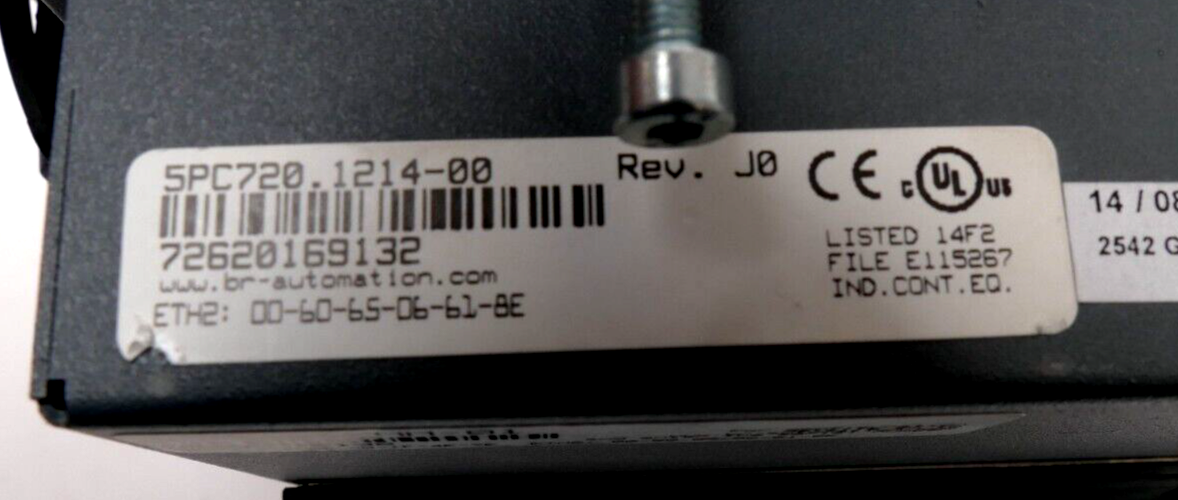 5PC720.1214-00 Rev. J0 CE c UL us
72620169132
www.br-automation.com
ETH2: 00-60-65-06-61-8E
LISTED 14F2
FILE E115267
IND.CONT.EQ.
14 / 08
2542 G